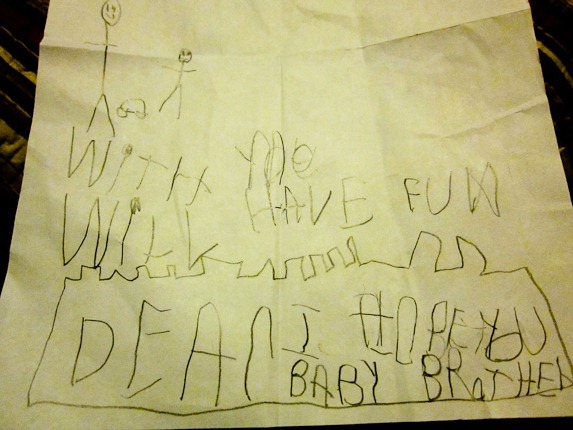 WiTH Me
WiLL HAVE FUN
DEAr I HOPE YOU
BABY BRoTHER